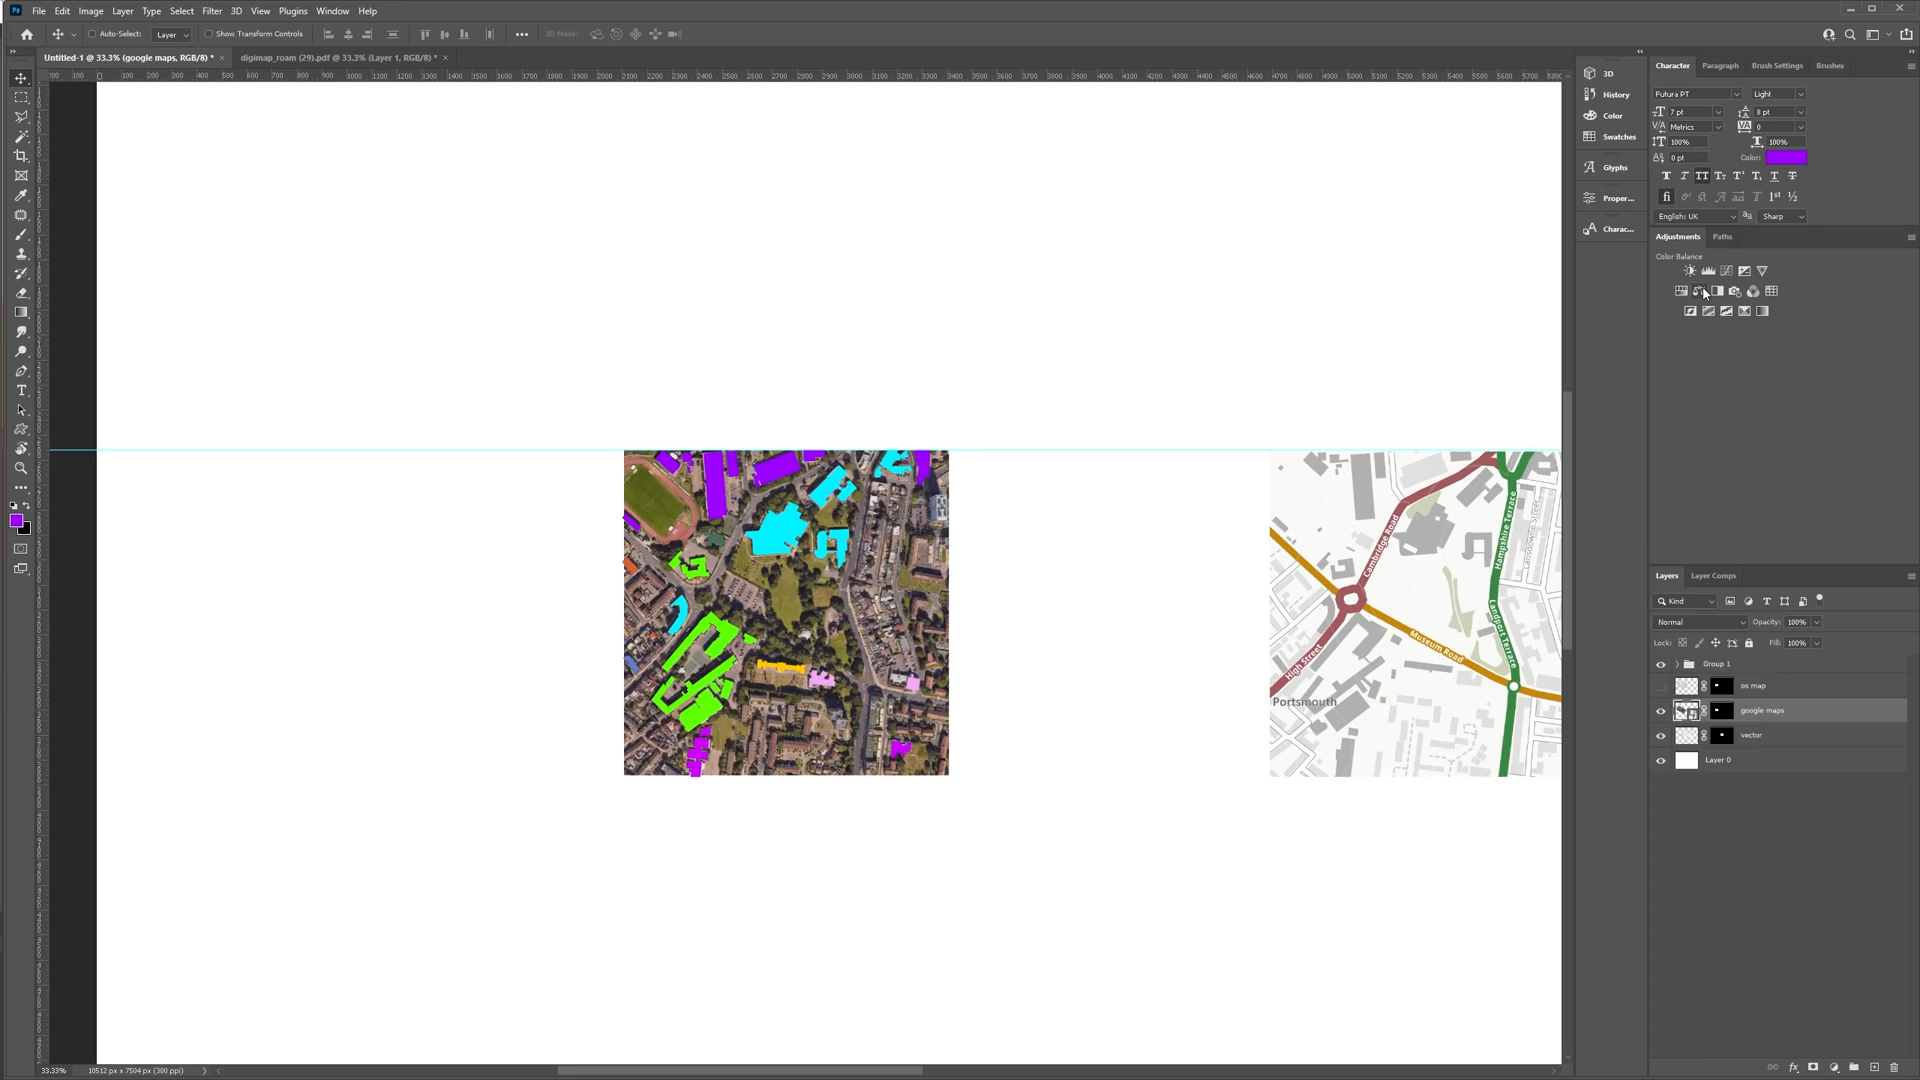 File Edit Image Layer Type Select Filter 3D View Plugins Window Help
Auto-Select: Layer Show Transform Controls 3D Mode:
Untitled-1 @ 33.3% (google maps, RGB/8) * × digimap_roam (29).pdf @ 33.3% (Layer 1, RGB/8) * ×
3D
History
Color
Swatches
Glyphs
Proper...
Charac...
Character Paragraph Brush Settings Brushes
Futura PT Light
7 pt 8 pt
Metrics 0
100% 100%
0 pt Color:
English: UK Sharp
Adjustments Paths
Color Balance
Cambridge Road
Hampshire Terrace
Lansdowne Street
Landport Terrace
Museum Road
High Street
Portsmouth
Layers Layer Comps
Kind
Normal Opacity: 100%
Lock: Fill: 100%
Group 1
os map
google maps
vector
Layer 0
33.33% 10512 px x 7504 px (300 ppi)